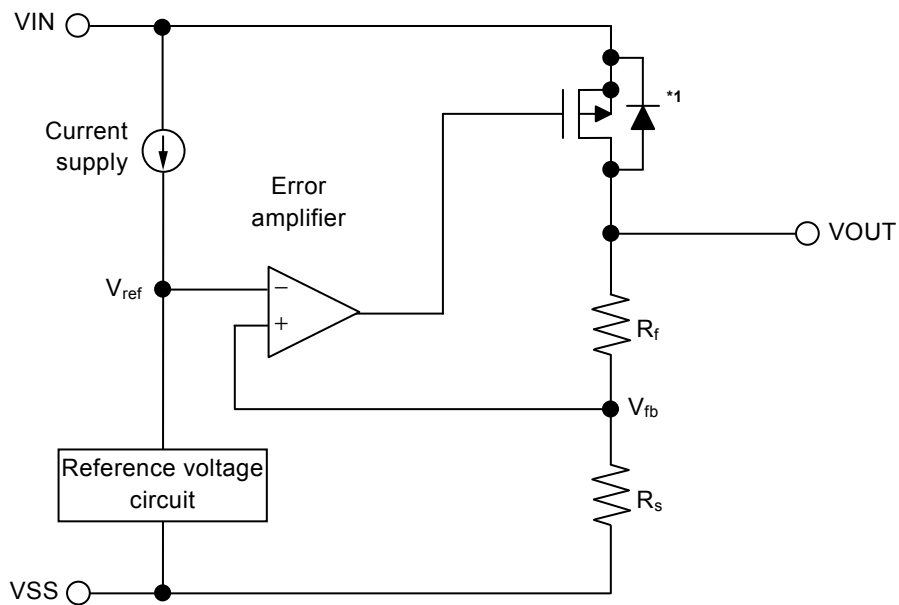 VIN
*1
Current
supply
Error
amplifier
VOUT
Vref
−
+
Rf
Vfb
Reference voltage
circuit
Rs
VSS